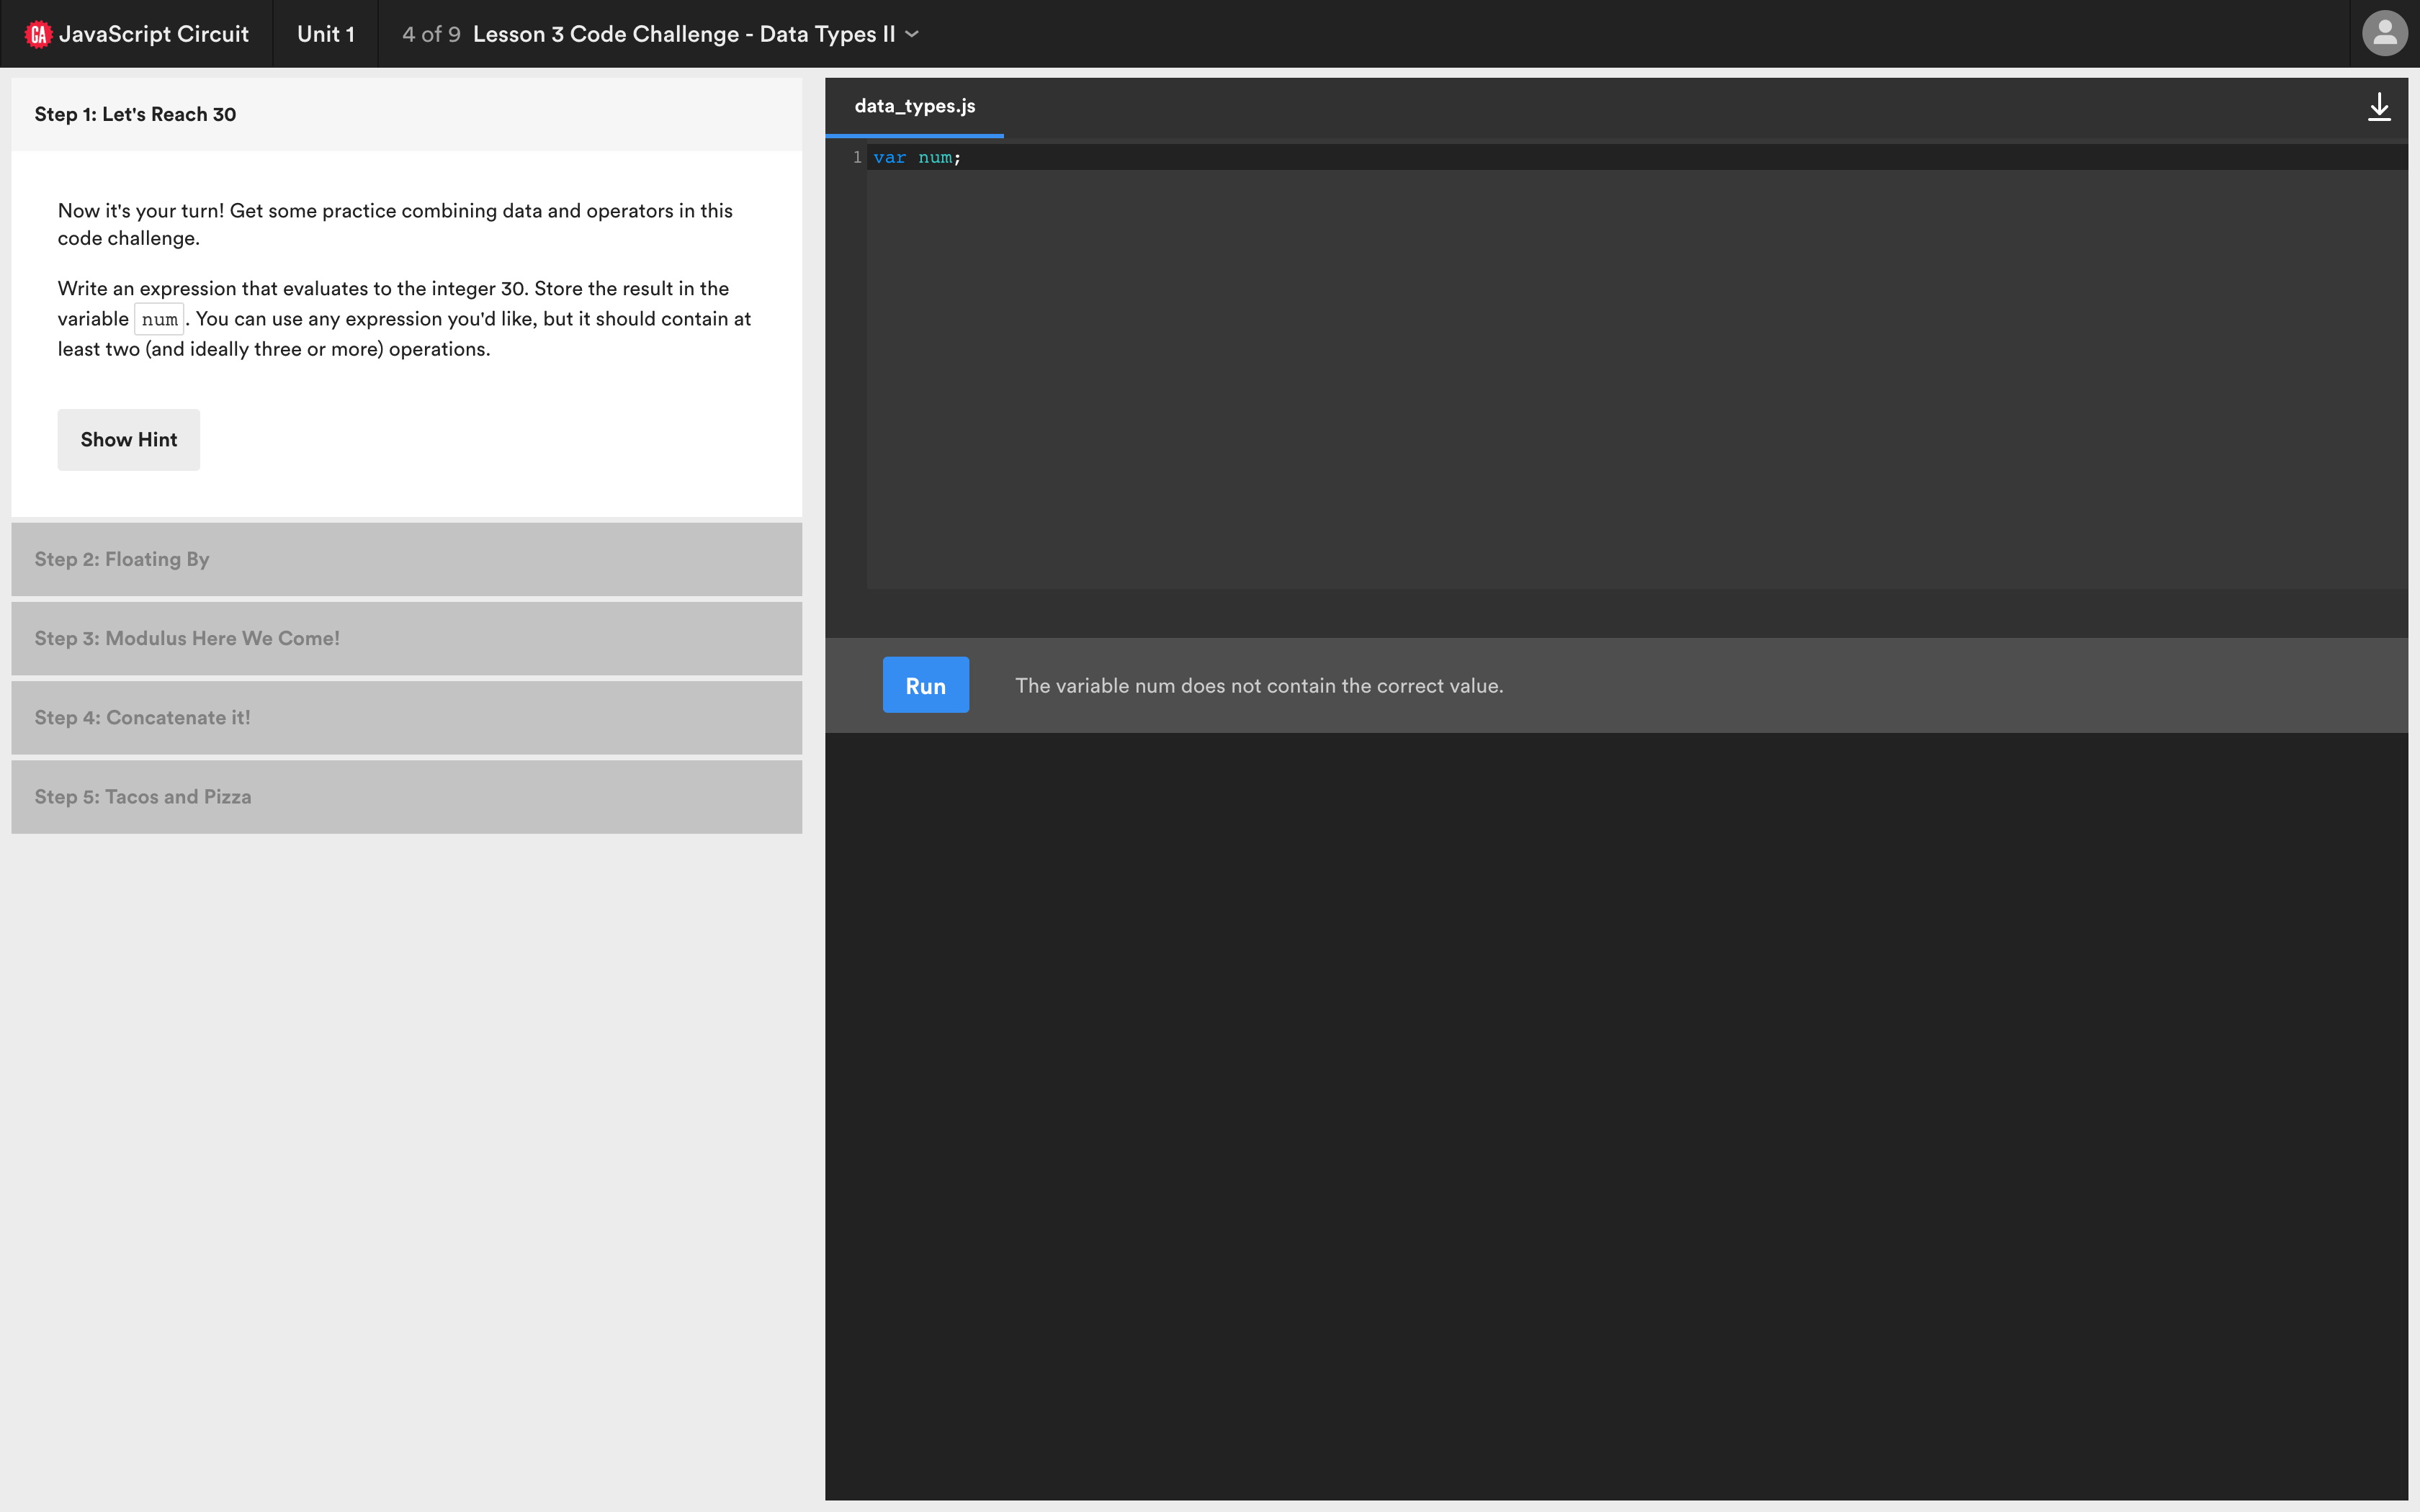 GA JavaScript Circuit
Unit 1
4 of 9 Lesson 3 Code Challenge - Data Types II
Step 1: Let's Reach 30
Now it's your turn! Get some practice combining data and operators in this
code challenge.
Write an expression that evaluates to the integer 30. Store the result in the
variable num. You can use any expression you'd like, but it should contain at
least two (and ideally three or more) operations.
Show Hint
Step 2: Floating By
Step 3: Modulus Here We Come!
Step 4: Concatenate it!
Step 5: Tacos and Pizza
data_types.js
1 var num;
Run
The variable num does not contain the correct value.